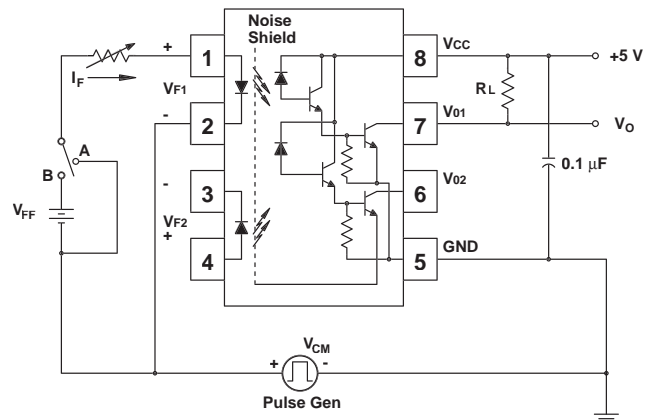 Noise
Shield
+ 1
8 VCC
+5 V
IF
VF1
RL
- 2
7 V01
VO
A
B
- 3
6 V02
0.1 μF
VFF
VF2
+ 4
5 GND
VCM
+ -
Pulse Gen